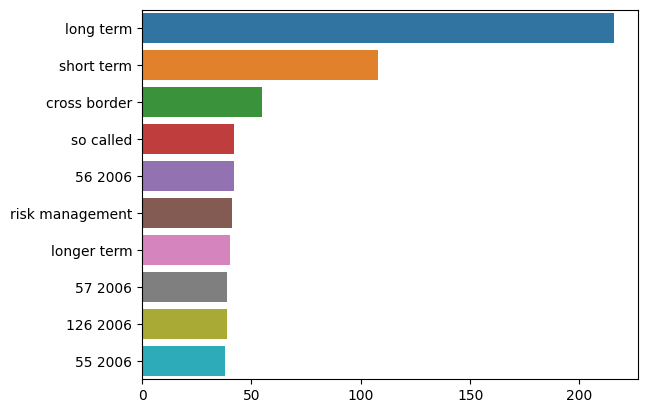 long term
short term
cross border
so called
56 2006
risk management
longer term
57 2006
126 2006
55 2006
0 50 100 150 200